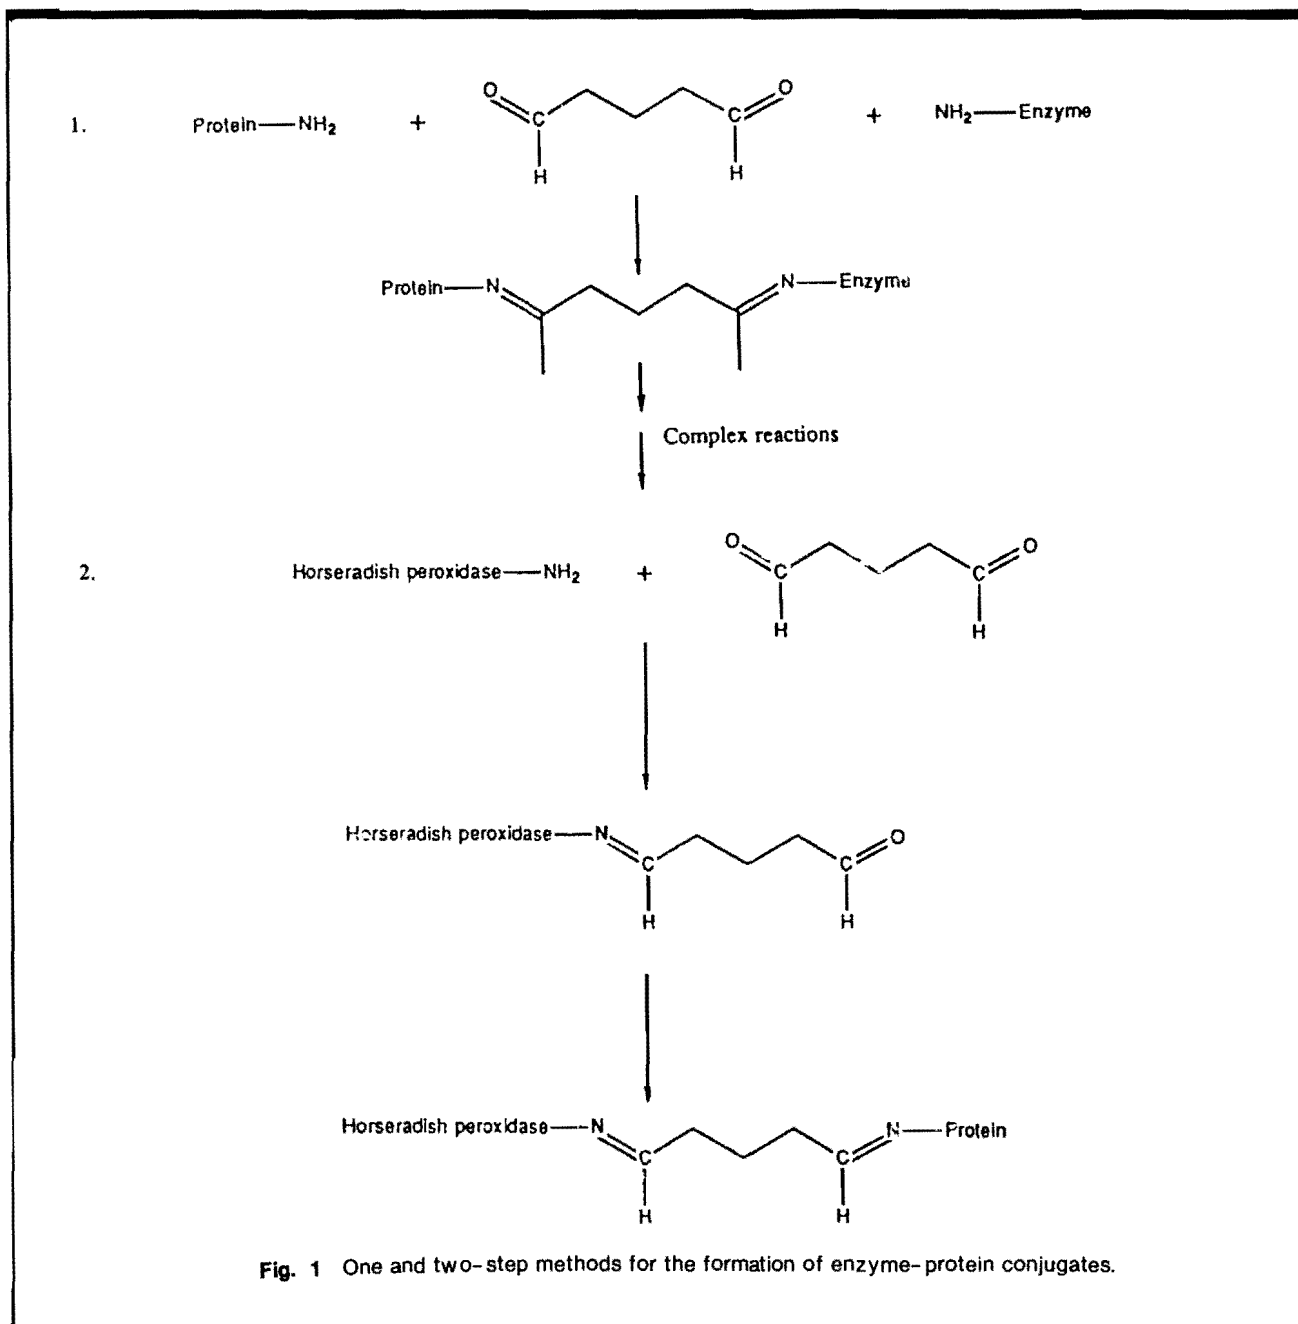 O O
1. Protein—NH2 + C C + NH2—Enzyme
H H
Protein—N N—Enzyme
Complex reactions
O O
2. Horseradish peroxidase—NH2 + C C
H H
Horseradish peroxidase—N O
C C
H H
Horseradish peroxidase—N N—Protein
C C
H H
Fig. 1 One and two-step methods for the formation of enzyme-protein conjugates.